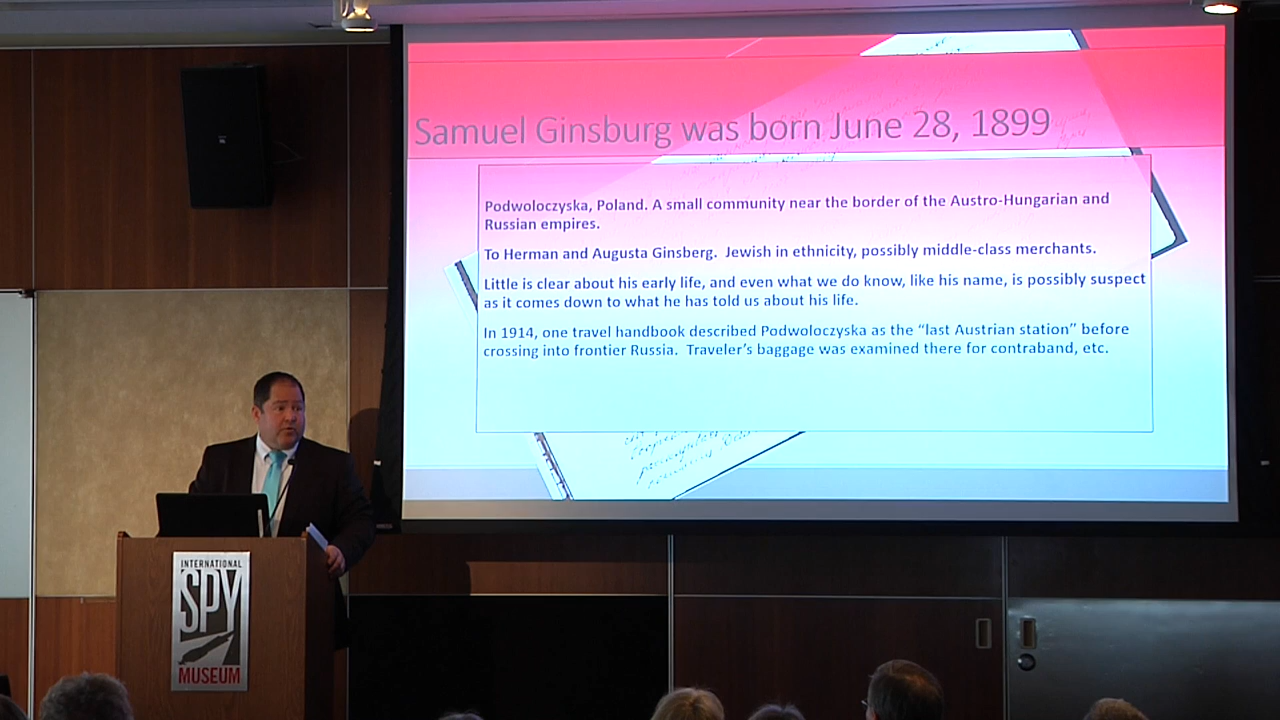 Samuel Ginsburg was born June 28, 1899
Podwoloczyska, Poland. A small community near the border of the Austro-Hungarian and
Russian empires.
To Herman and Augusta Ginsberg. Jewish in ethnicity, possibly middle-class merchants.
Little is clear about his early life, and even what we do know, like his name, is possibly suspect
as it comes down to what he has told us about his life.
In 1914, one travel handbook described Podwoloczyska as the “last Austrian station” before
crossing into frontier Russia. Traveler’s baggage was examined there for contraband, etc.
INTERNATIONAL
SPY
MUSEUM